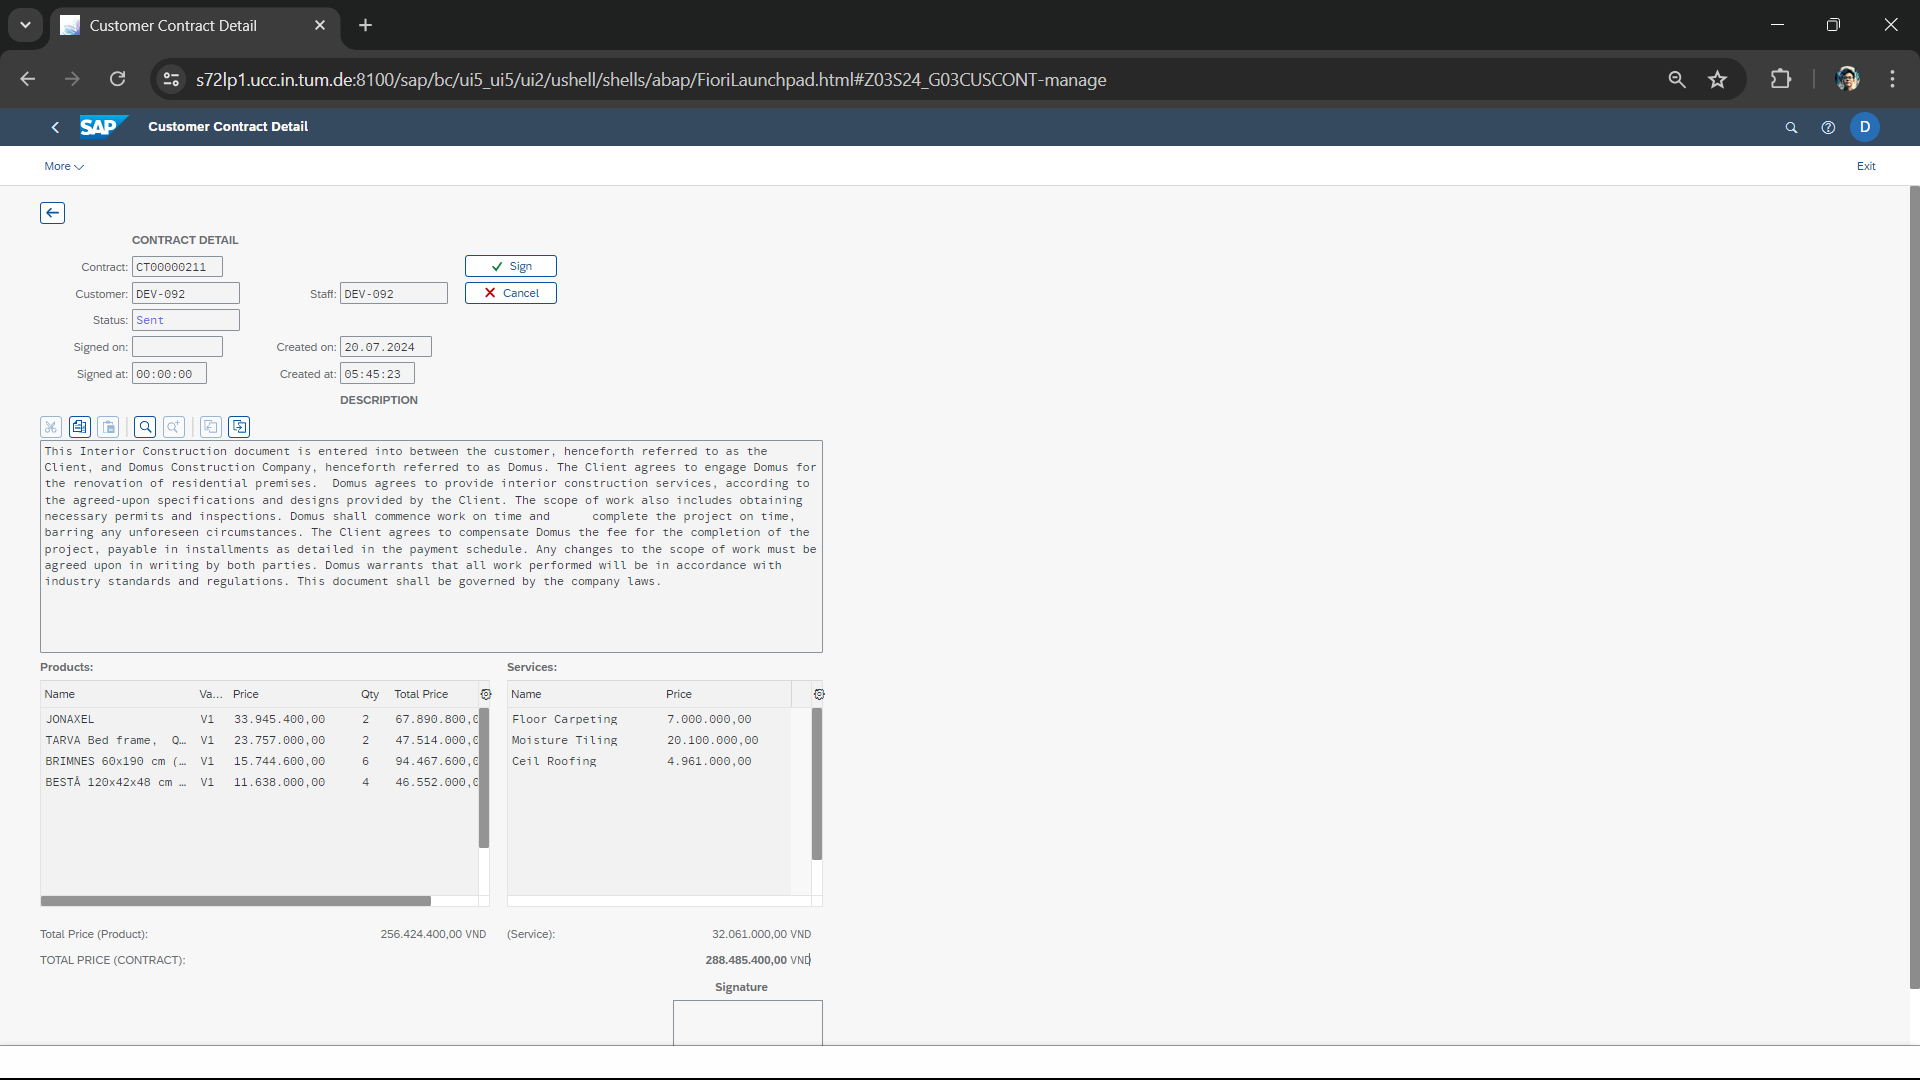 Customer Contract Detail
s72lp1.ucc.in.tum.de:8100/sap/bc/ui5_ui5/ui2/ushell/shells/abap/FioriLaunchpad.html#Z03S24_G03CUSCONT-manage
SAP Customer Contract Detail D
More Exit
CONTRACT DETAIL
Contract: CT00000211 Sign
Customer: DEV-092 Staff: DEV-092 Cancel
Status: Sent
Signed on: Created on: 20.07.2024
Signed at: 00:00:00 Created at: 05:45:23
DESCRIPTION
This Interior Construction document is entered into between the customer, henceforth referred to as the
Client, and Domus Construction Company, henceforth referred to as Domus. The Client agrees to engage Domus for
the renovation of residential premises. Domus agrees to provide interior construction services, according to
the agreed-upon specifications and designs provided by the Client. The scope of work also includes obtaining
necessary permits and inspections. Domus shall commence work on time and complete the project on time,
barring any unforeseen circumstances. The Client agrees to compensate Domus the fee for the completion of the
project, payable in installments as detailed in the payment schedule. Any changes to the scope of work must be
agreed upon in writing by both parties. Domus warrants that all work performed will be in accordance with
industry standards and regulations. This document shall be governed by the company laws.
Products: Services:
Name Va... Price Qty Total Price Name Price
JONAXEL V1 33.945.400,00 2 67.890.800,0 Floor Carpeting 7.000.000,00
TARVA Bed frame, Q... V1 23.757.000,00 2 47.514.000,0 Moisture Tiling 20.100.000,00
BRIMNES 60x190 cm (... V1 15.744.600,00 6 94.467.600,0 Ceil Roofing 4.961.000,00
BESTÅ 120x42x48 cm ... V1 11.638.000,00 4 46.552.000,0
Total Price (Product): 256.424.400,00 VND (Service): 32.061.000,00 VND
TOTAL PRICE (CONTRACT): 288.485.400,00 VND
Signature